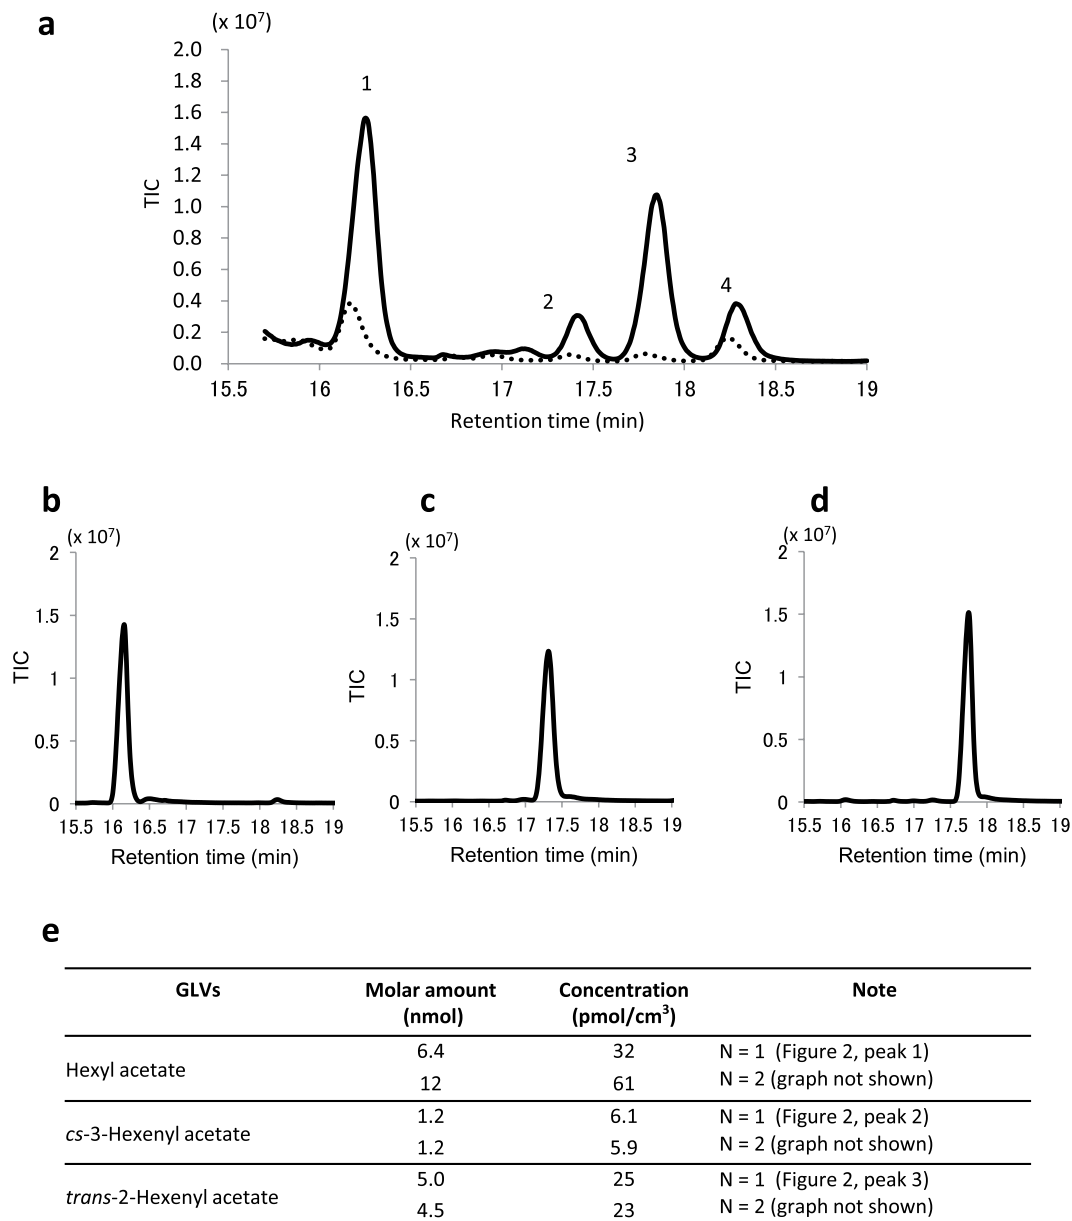 a
(x 10⁷)
2.0
1.8
1.6
1.4
1.2
1.0
0.8
0.6
0.4
0.2
0.0
TIC
1
2
3
4
15.5 16 16.5 17 17.5 18 18.5 19
Retention time (min)
b
(x 10⁷)
2
1.5
1
0.5
0
TIC
15.5 16 16.5 17 17.5 18 18.5 19
Retention time (min)
c
(x 10⁷)
2
1.5
1
0.5
0
TIC
15.5 16 16.5 17 17.5 18 18.5 19
Retention time (min)
d
(x 10⁷)
2
1.5
1
0.5
0
TIC
15.5 16 16.5 17 17.5 18 18.5 19
Retention time (min)
e
GLVs Molar amount (nmol) Concentration (pmol/cm³) Note
Hexyl acetate 6.4 32 N = 1 (Figure 2, peak 1)
12 61 N = 2 (graph not shown)
cs-3-Hexenyl acetate 1.2 6.1 N = 1 (Figure 2, peak 2)
1.2 5.9 N = 2 (graph not shown)
trans-2-Hexenyl acetate 5.0 25 N = 1 (Figure 2, peak 3)
4.5 23 N = 2 (graph not shown)